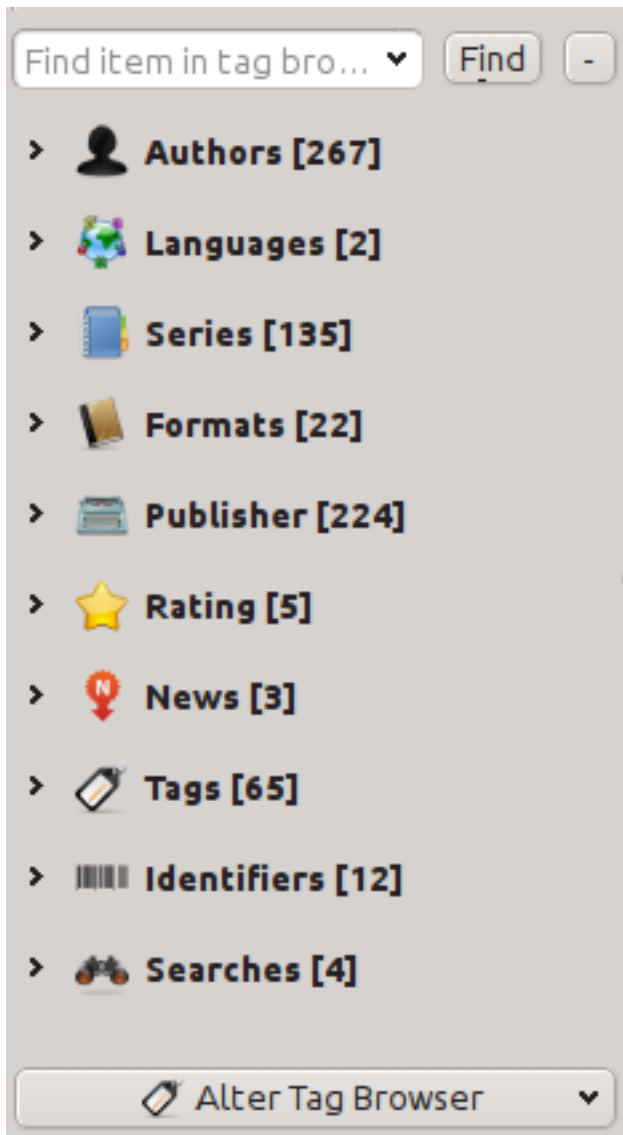 Find item in tag bro... Find -
Authors [267]
Languages [2]
Series [135]
Formats [22]
Publisher [224]
Rating [5]
N News [3]
Tags [65]
Identifiers [12]
Searches [4]
Alter Tag Browser